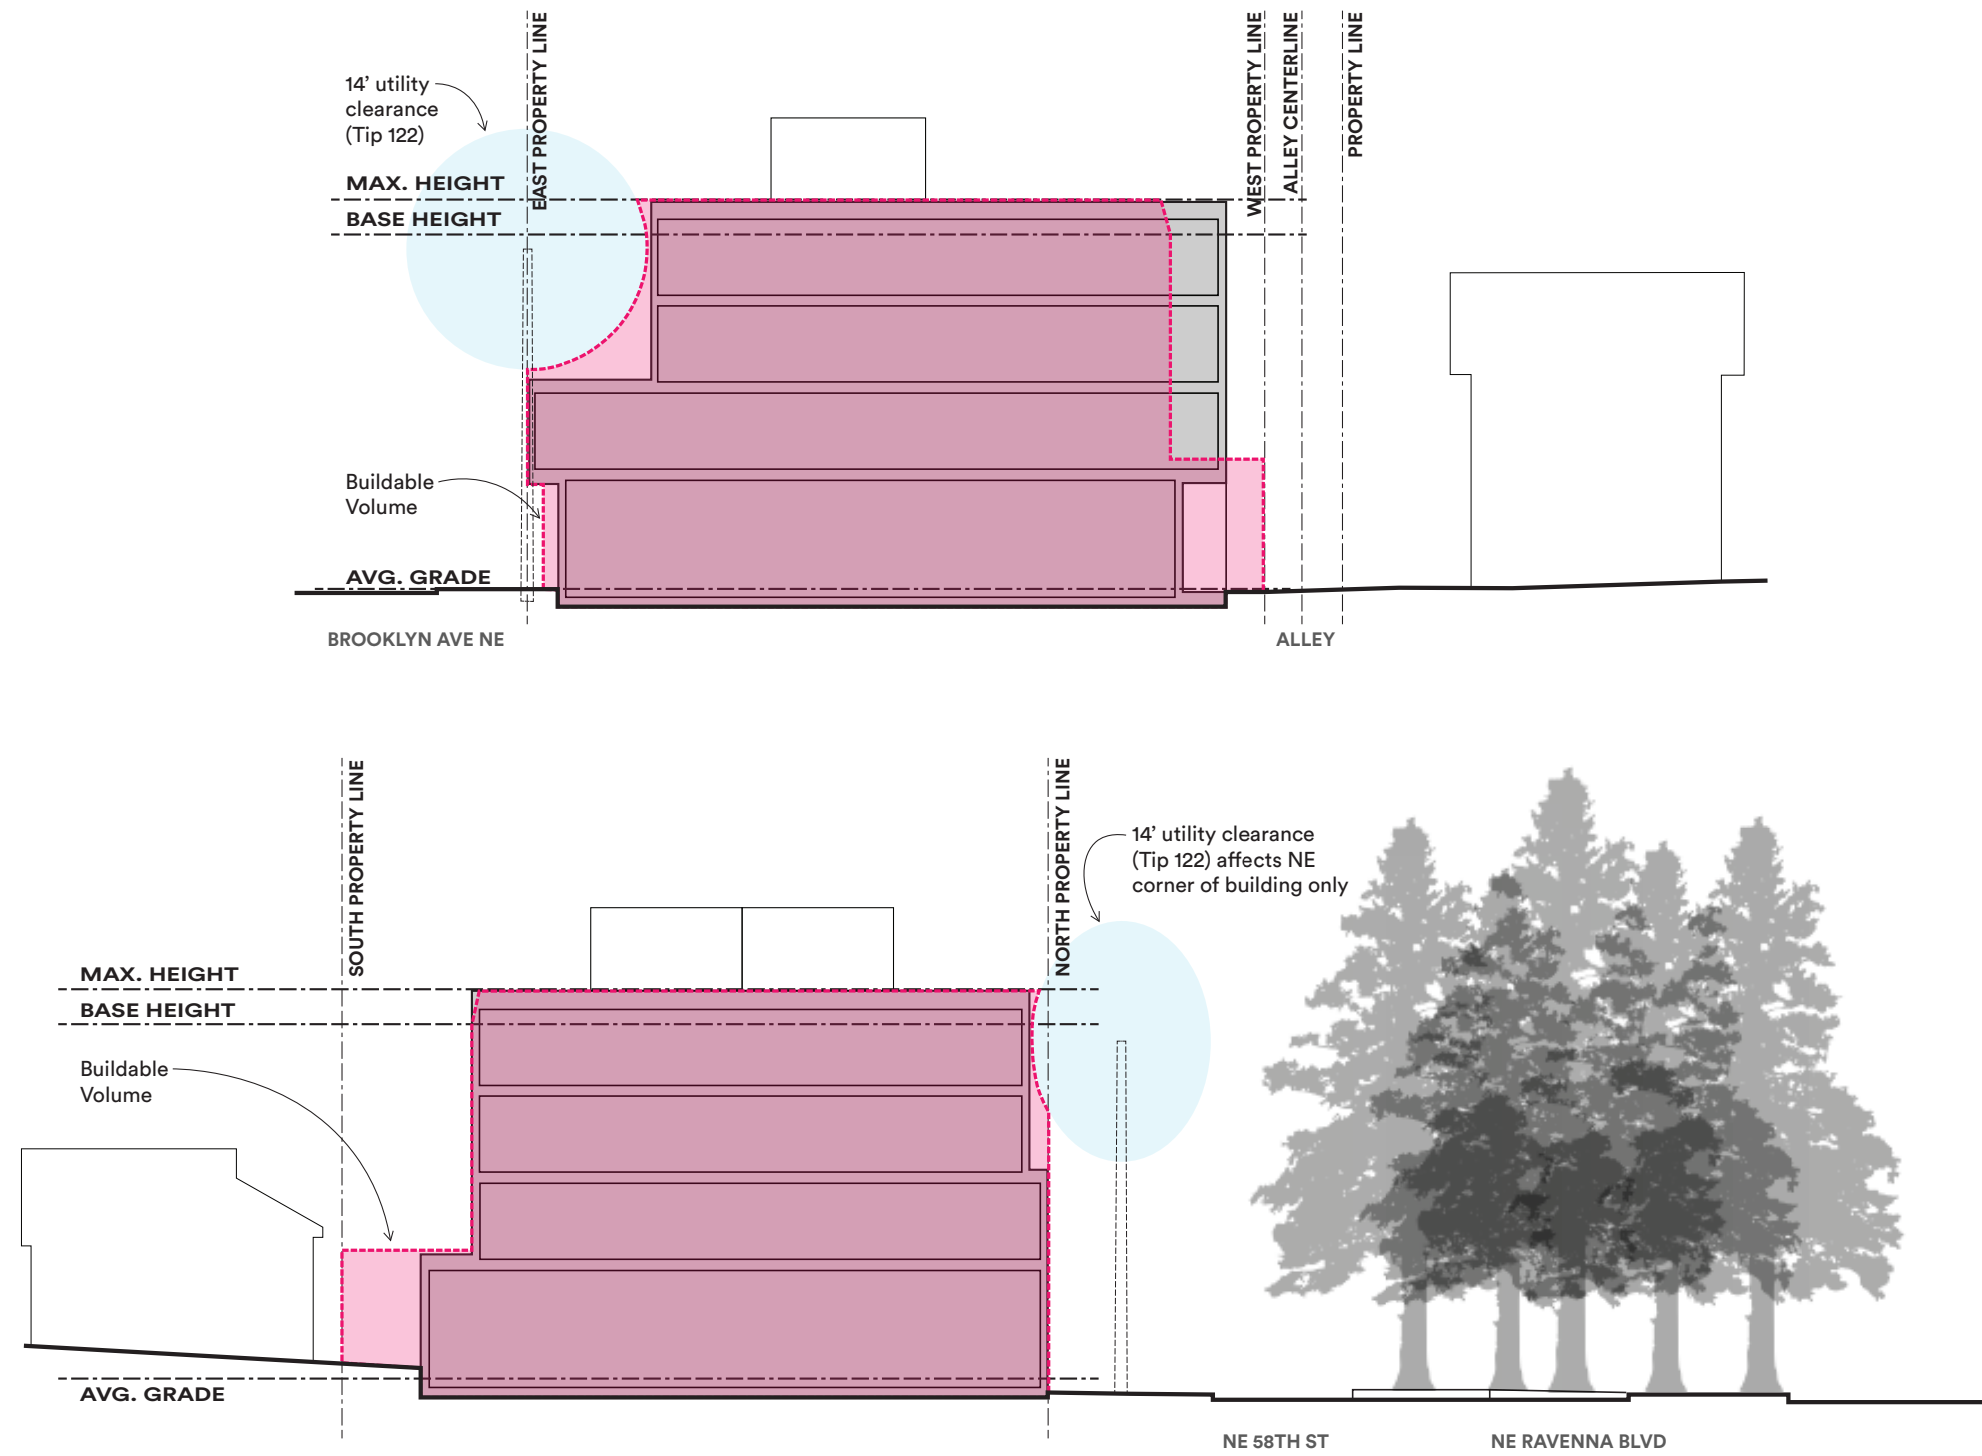 EAST PROPERTY LINE
WEST PROPERTY LINE
ALLEY CENTERLINE
PROPERTY LINE
14’ utility
clearance
(Tip 122)
MAX. HEIGHT
BASE HEIGHT
Buildable
Volume
AVG. GRADE
BROOKLYN AVE NE
ALLEY
SOUTH PROPERTY LINE
NORTH PROPERTY LINE
14’ utility clearance
(Tip 122) affects NE
corner of building only
MAX. HEIGHT
BASE HEIGHT
Buildable
Volume
AVG. GRADE
NE 58TH ST
NE RAVENNA BLVD